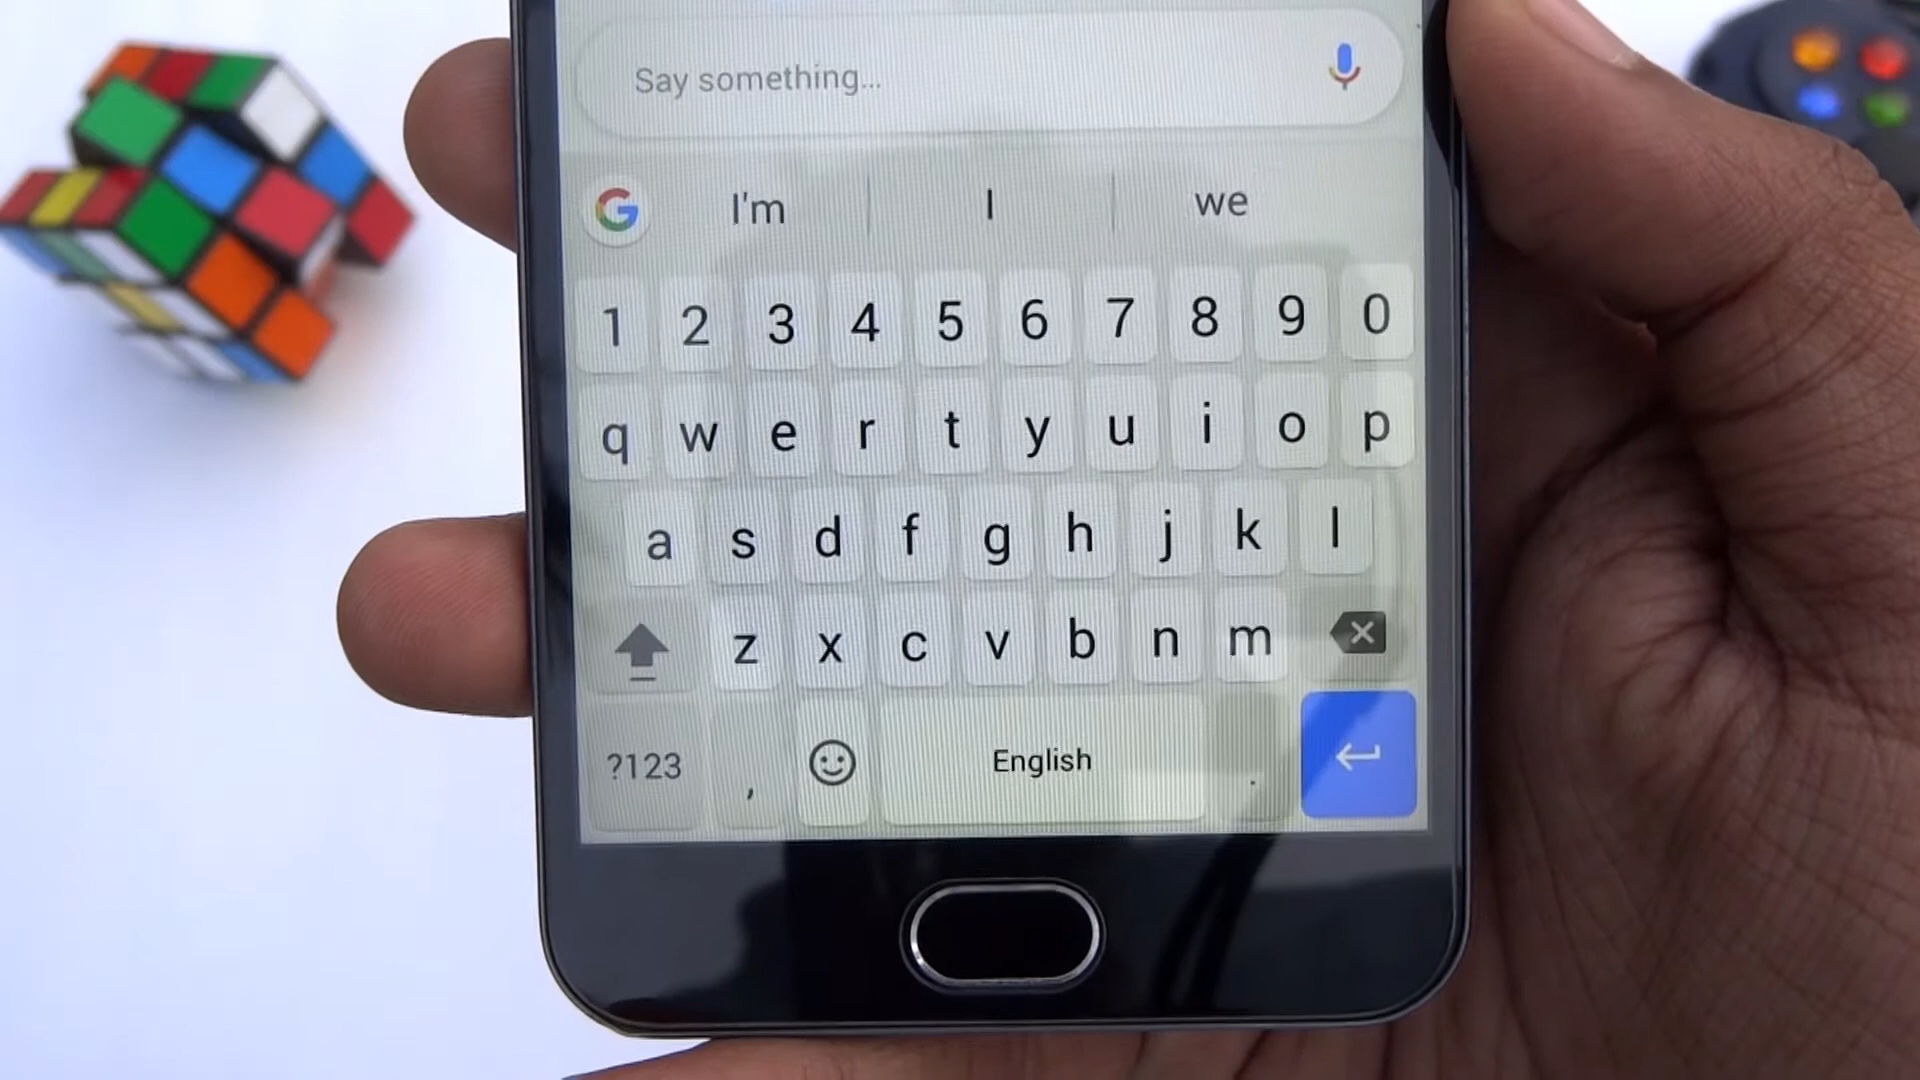 Say something...
G I'm I we
1 2 3 4 5 6 7 8 9 0
q w e r t y u i o p
a s d f g h j k l
z x c v b n m
?123 , English .